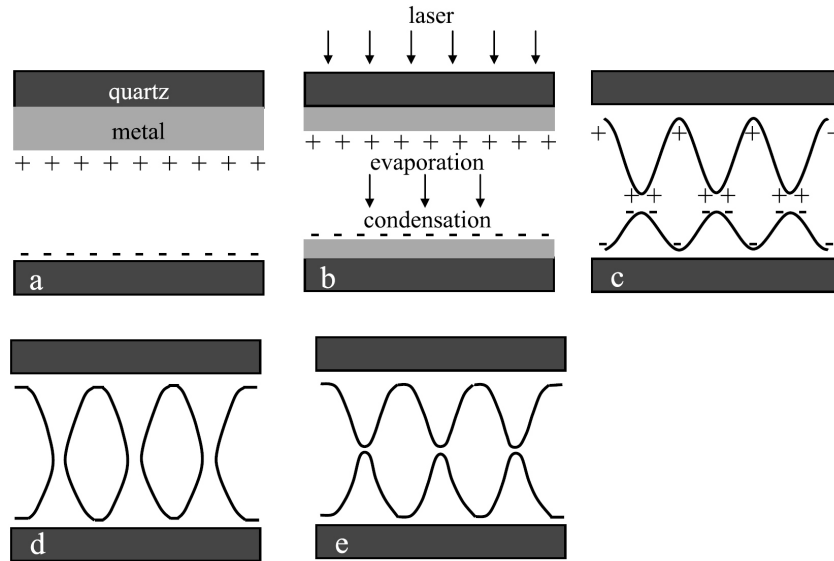 laser
quartz
metal
+ + + + + + + + +
- - - - - - - - - - -
a
+ + + + + + + + +
evaporation
condensation
- - - - - - - - - - -
b
+ + + -
++ ++ ++
-- -- --
- - - -
c
d
e